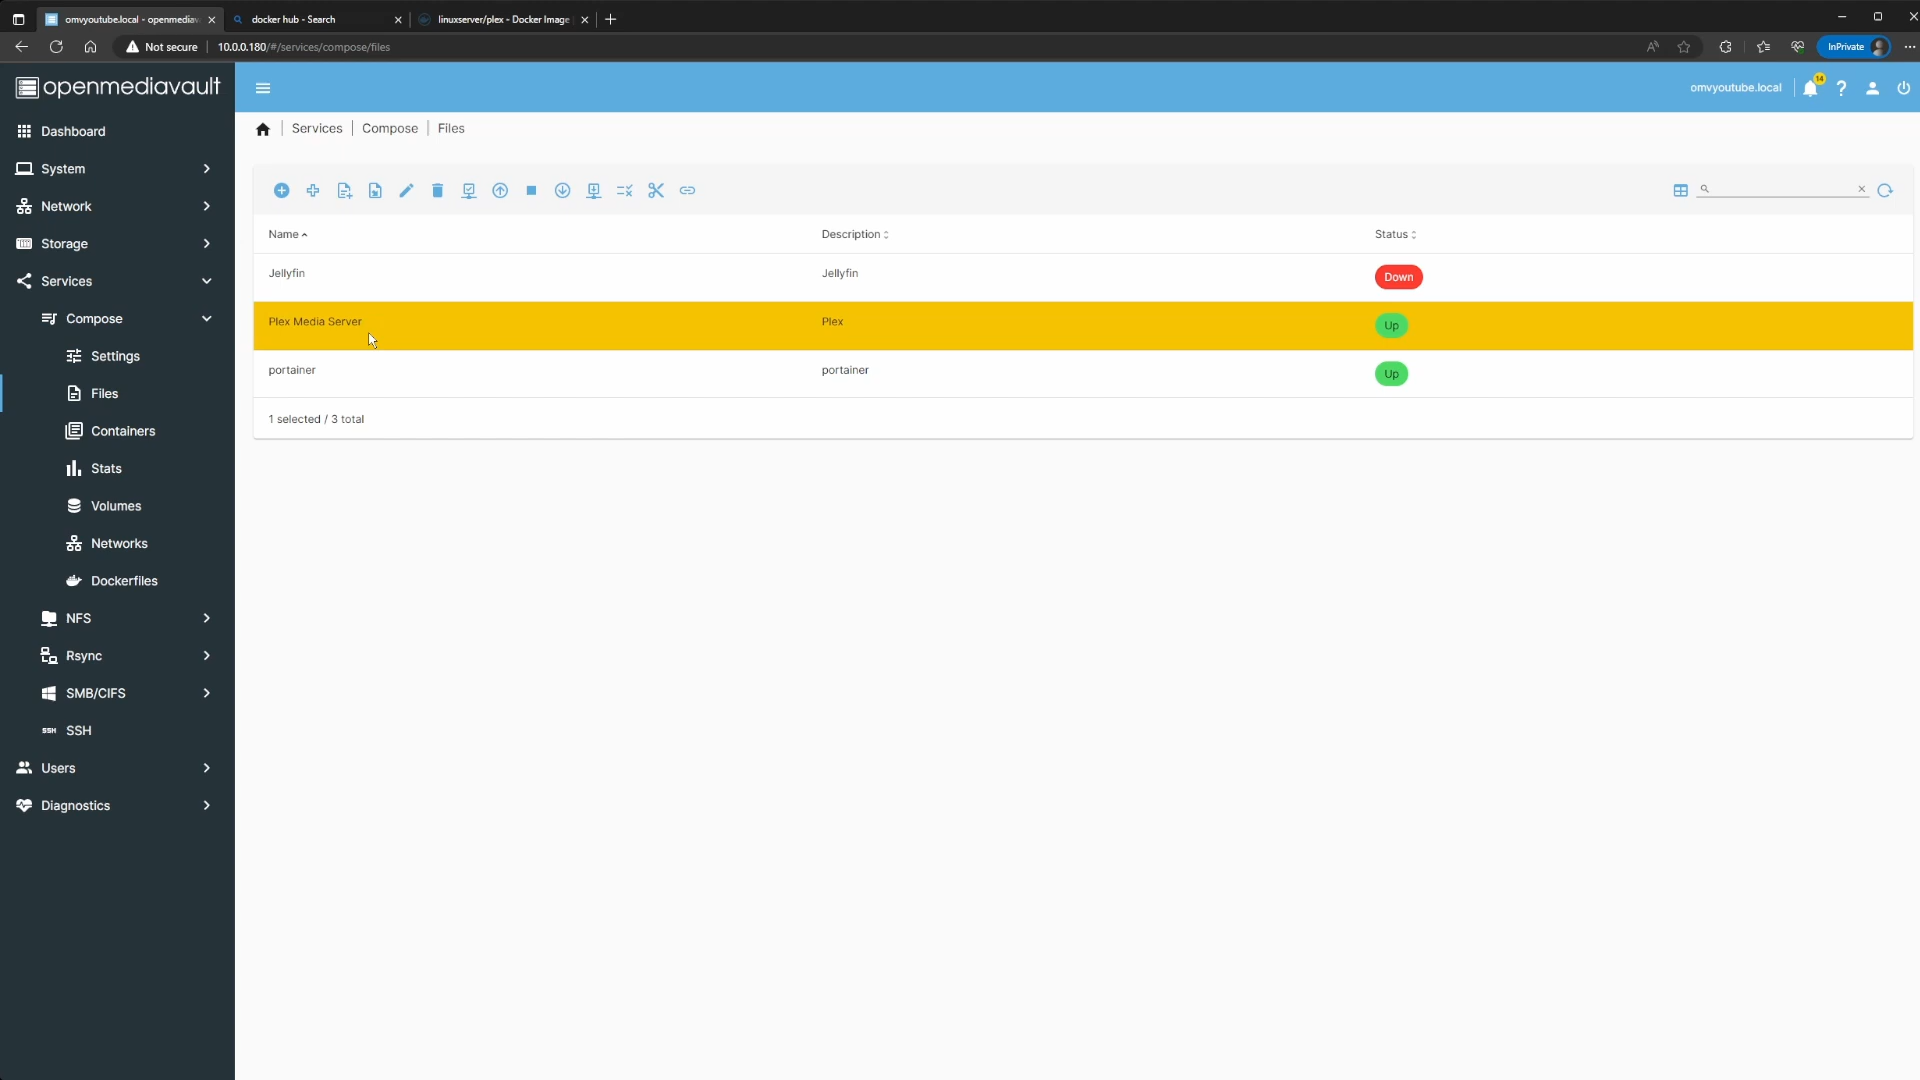 omvyoutube.local - openmediav
docker hub - Search
linuxserver/plex - Docker Image
Not secure
10.0.0.180/#/services/compose/files
InPrivate
openmediavault
omvyoutube.local
14
Dashboard
System
Network
Storage
Services
Compose
Settings
Files
Containers
Stats
Volumes
Networks
Dockerfiles
NFS
Rsync
SMB/CIFS
SSH
SSH
Users
Diagnostics
Services | Compose | Files
Name
Description
Status
Jellyfin
Jellyfin
Down
Plex Media Server
Plex
Up
portainer
portainer
Up
1 selected / 3 total